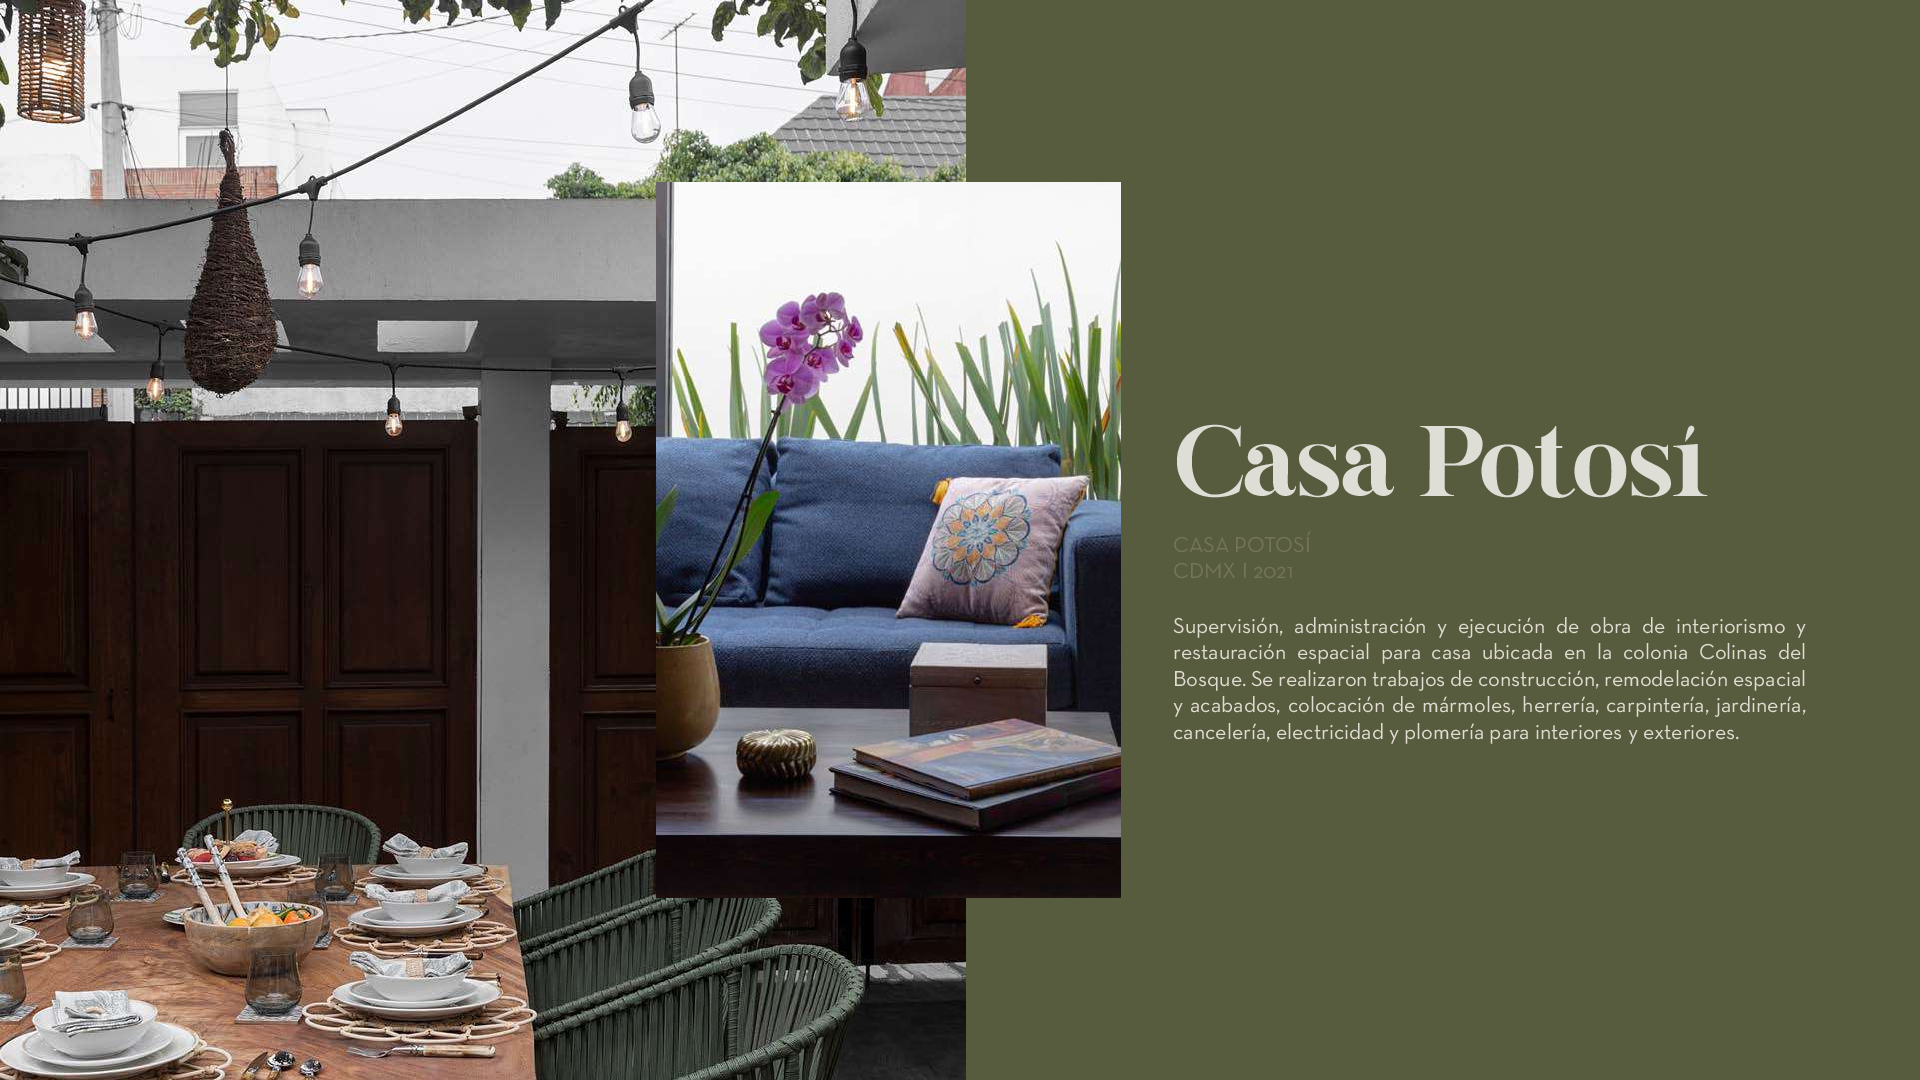 Casa Potosí
CASA POTOSÍ
CDMX | 2021
Supervisión, administración y ejecución de obra de interiorismo y
restauración espacial para casa ubicada en la colonia Colinas del
Bosque. Se realizaron trabajos de construcción, remodelación espacial
y acabados, colocación de mármoles, herrería, carpintería, jardinería,
cancelería, electricidad y plomería para interiores y exteriores.